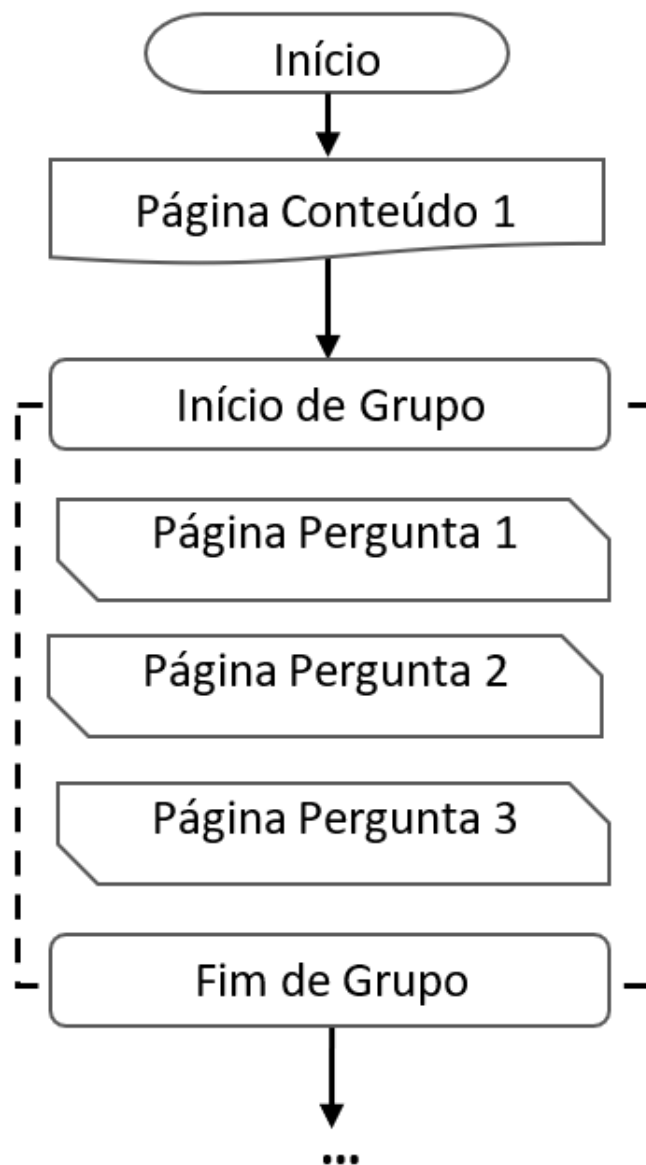 Início
Página Conteúdo 1
Início de Grupo
Página Pergunta 1
Página Pergunta 2
Página Pergunta 3
Fim de Grupo
...